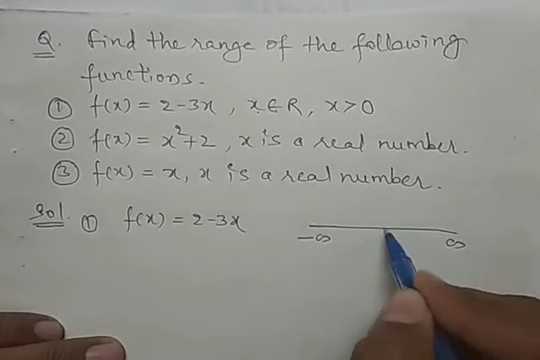 Q. Find the range of the following
functions.
① f(x) = 2-3x , x ∈ R, x > 0
② f(x) = x²+2 , x is a real number.
③ f(x) = x, x is a real number.
Sol. ① f(x) = 2-3x
-∞ ∞